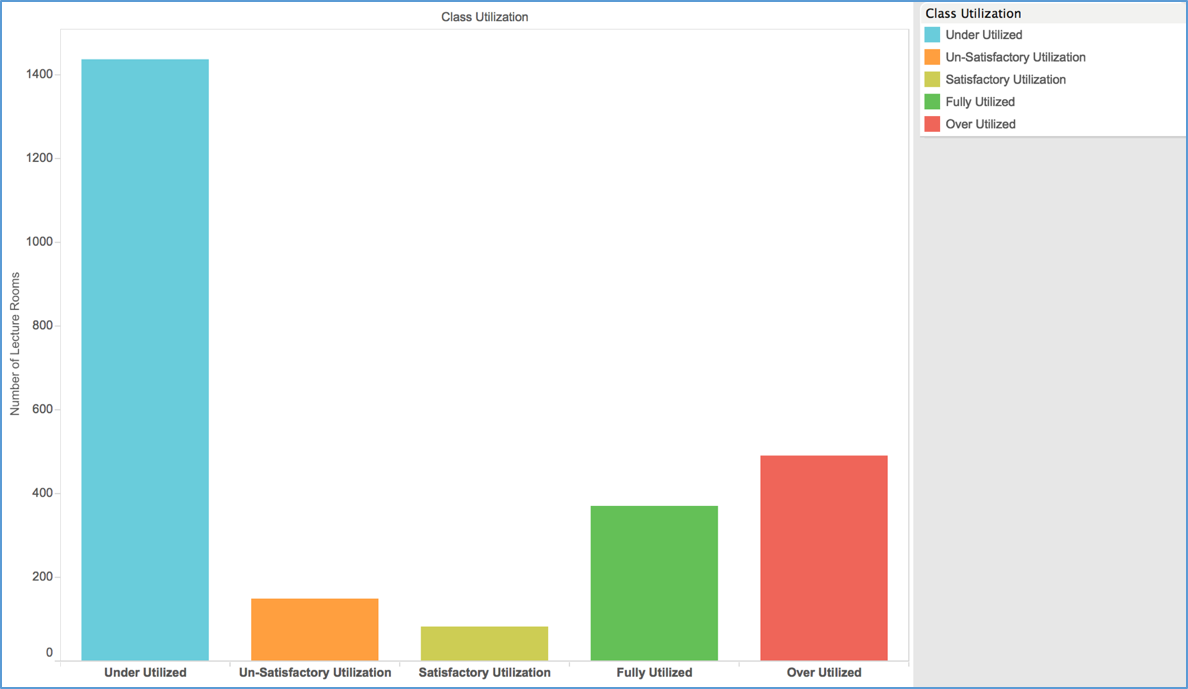 Class Utilization
Number of Lecture Rooms
1400
1200
1000
800
600
400
200
0
Under Utilized
Un-Satisfactory Utilization
Satisfactory Utilization
Fully Utilized
Over Utilized
Class Utilization
Under Utilized
Un-Satisfactory Utilization
Satisfactory Utilization
Fully Utilized
Over Utilized